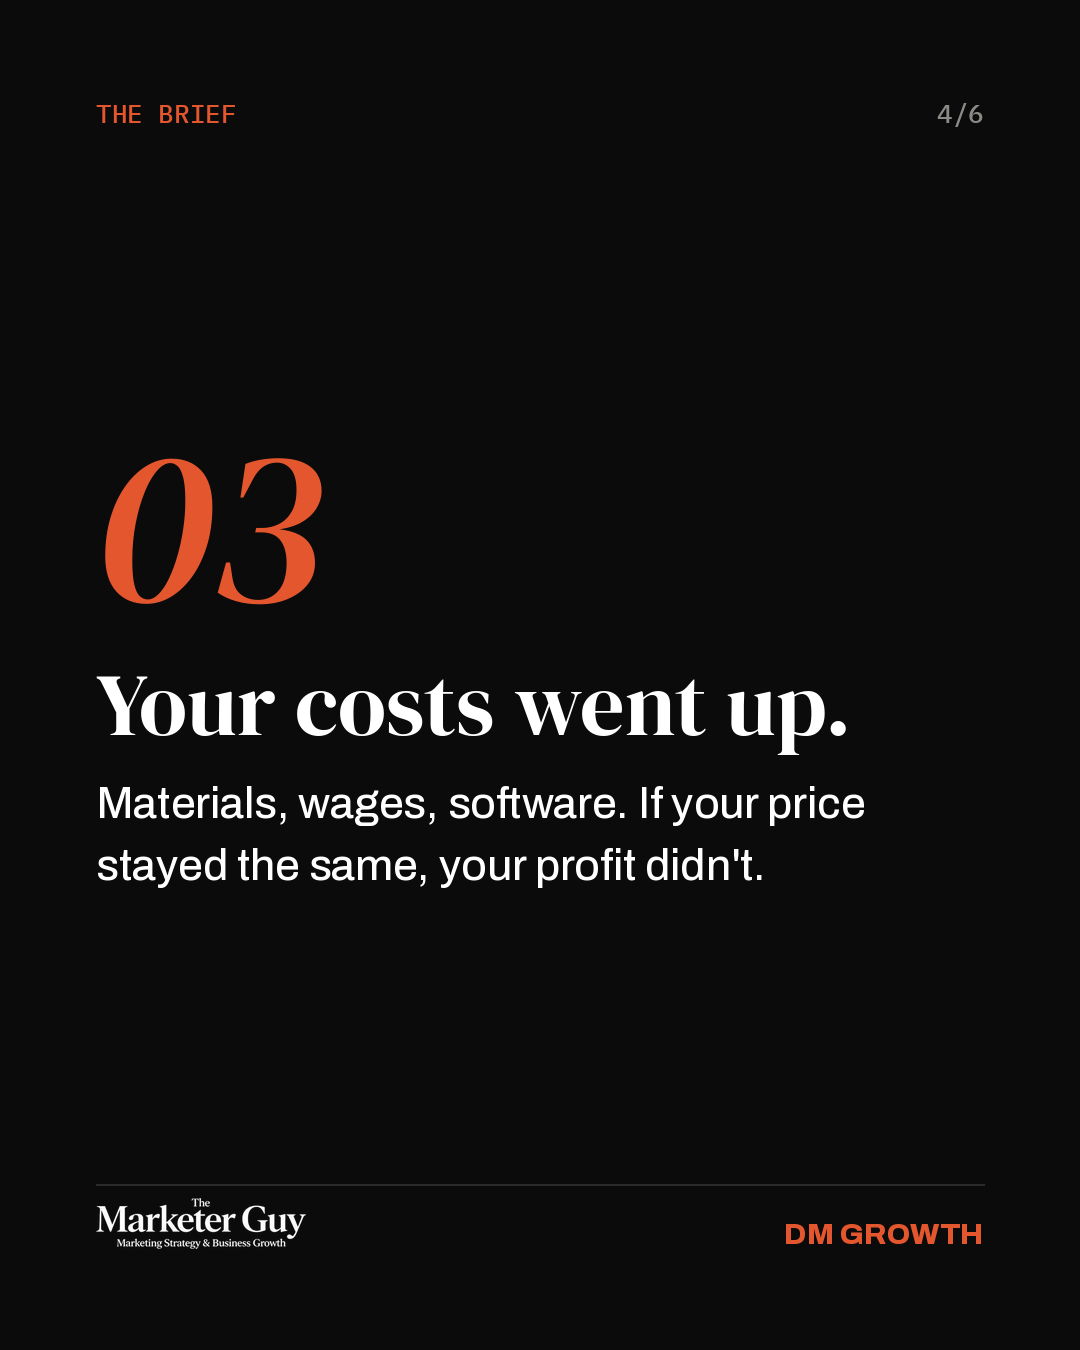 THE BRIEF
4/6
03
Your costs went up.
Materials, wages, software. If your price
stayed the same, your profit didn't.
The
Marketer Guy
Marketing Strategy & Business Growth
DM GROWTH